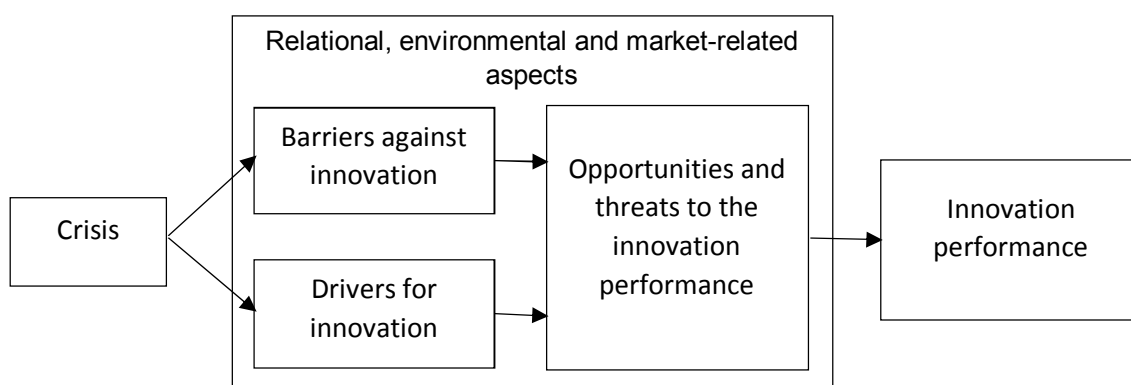 Relational, environmental and market-related
aspects
Barriers against
innovation
Opportunities and
threats to the
innovation
performance
Innovation
performance
Crisis
Drivers for
innovation